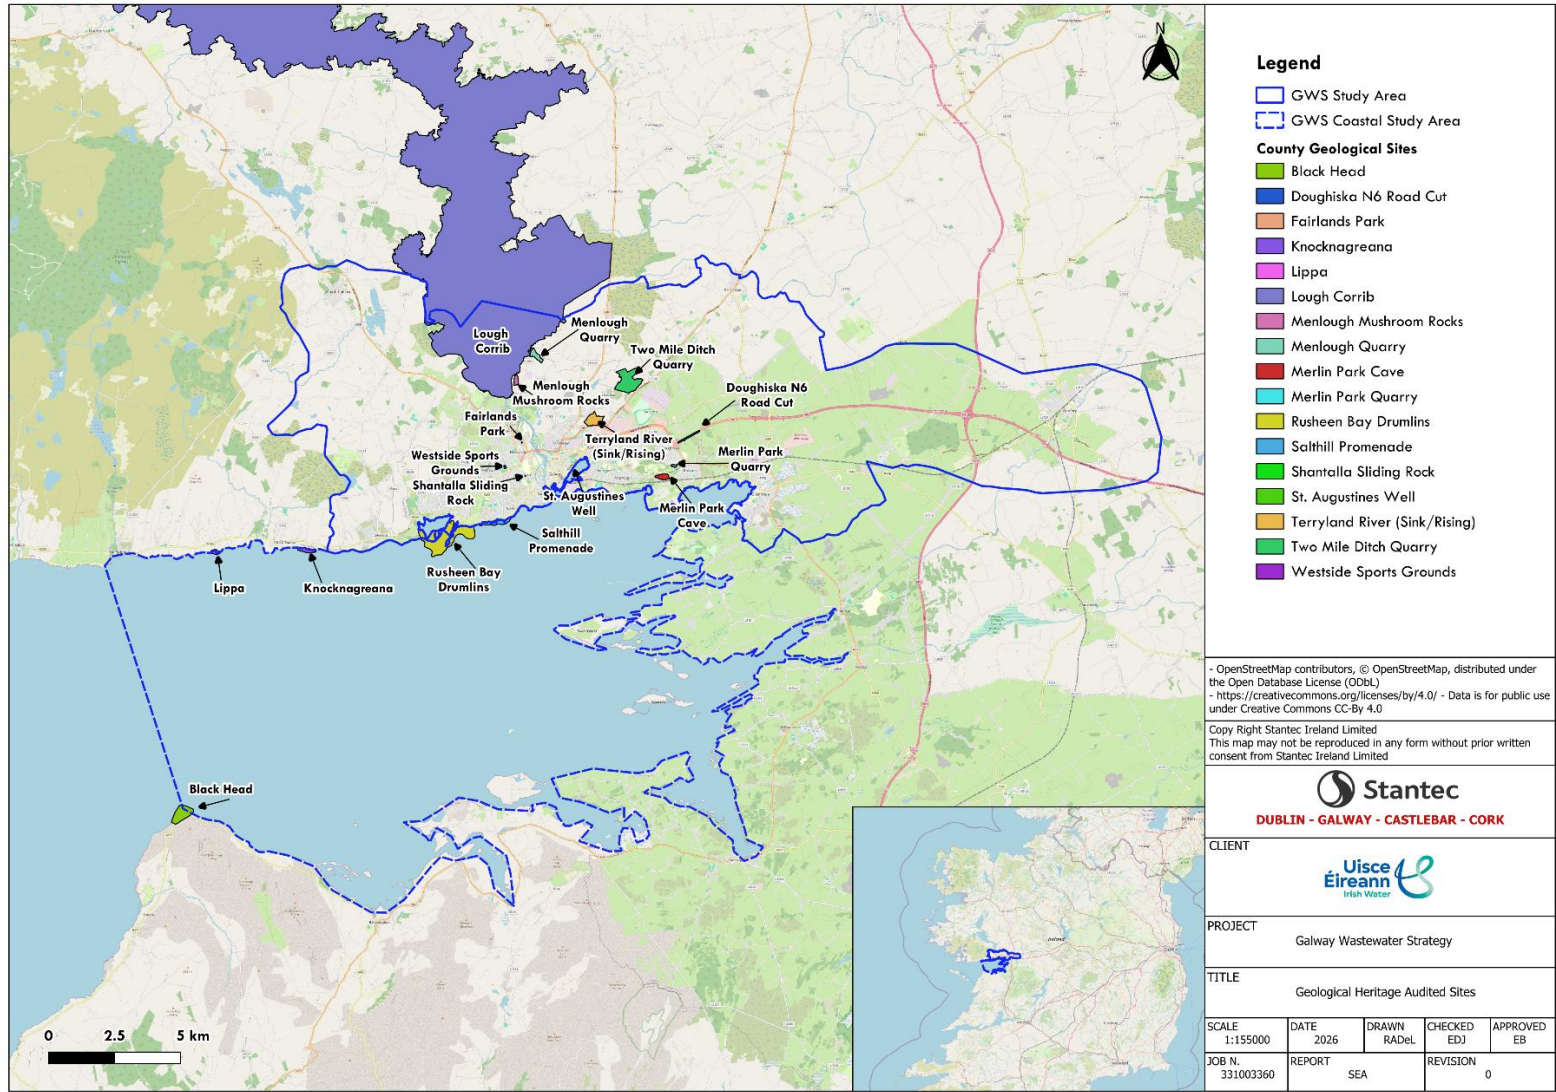 N
Lough
Corrib
Menlough
Quarry
Two Mile Ditch
Quarry
Menlough
Mushroom Rocks
Doughiska N6
Road Cut
Fairlands
Park
Terryland River
(Sink/Rising)
Westside Sports
Grounds
Shantalla Sliding
Rock
Merlin Park
Quarry
St. Augustines
Well
Merlin Park
Cave
Salthill
Promenade
Rusheen Bay
Drumlins
Lippa
Knocknagreana
Black Head
0 2.5 5 km
Ireland
Legend
GWS Study Area
GWS Coastal Study Area
County Geological Sites
Black Head
Doughiska N6 Road Cut
Fairlands Park
Knocknagreana
Lippa
Lough Corrib
Menlough Mushroom Rocks
Menlough Quarry
Merlin Park Cave
Merlin Park Quarry
Rusheen Bay Drumlins
Salthill Promenade
Shantalla Sliding Rock
St. Augustines Well
Terryland River (Sink/Rising)
Two Mile Ditch Quarry
Westside Sports Grounds
- OpenStreetMap contributors, © OpenStreetMap, distributed under
the Open Database License (ODbL)
- https://creativecommons.org/licenses/by/4.0/ - Data is for public use
under Creative Commons CC-By 4.0
Copy Right Stantec Ireland Limited
This map may not be reproduced in any form without prior written
consent from Stantec Ireland Limited
Stantec
DUBLIN - GALWAY - CASTLEBAR - CORK
CLIENT
Uisce
Éireann
Irish Water
PROJECT
Galway Wastewater Strategy
TITLE
Geological Heritage Audited Sites
SCALE
1:155000
DATE
2026
DRAWN
RADeL
CHECKED
EDJ
APPROVED
EB
JOB N.
331003360
REPORT
SEA
REVISION
0